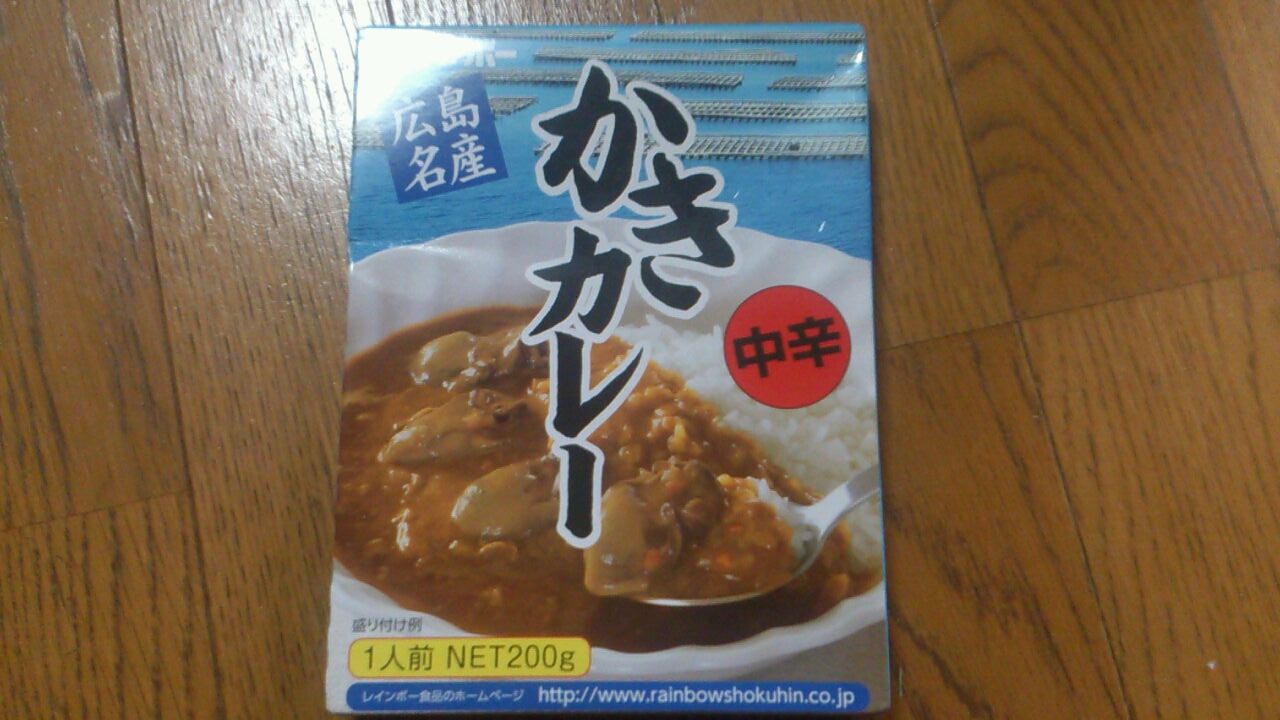 広島
名産
かき
カレー
中辛
盛り付け例
1人前 NET200g
レインボー食品のホームページ http://www.rainbowshokuhin.co.jp